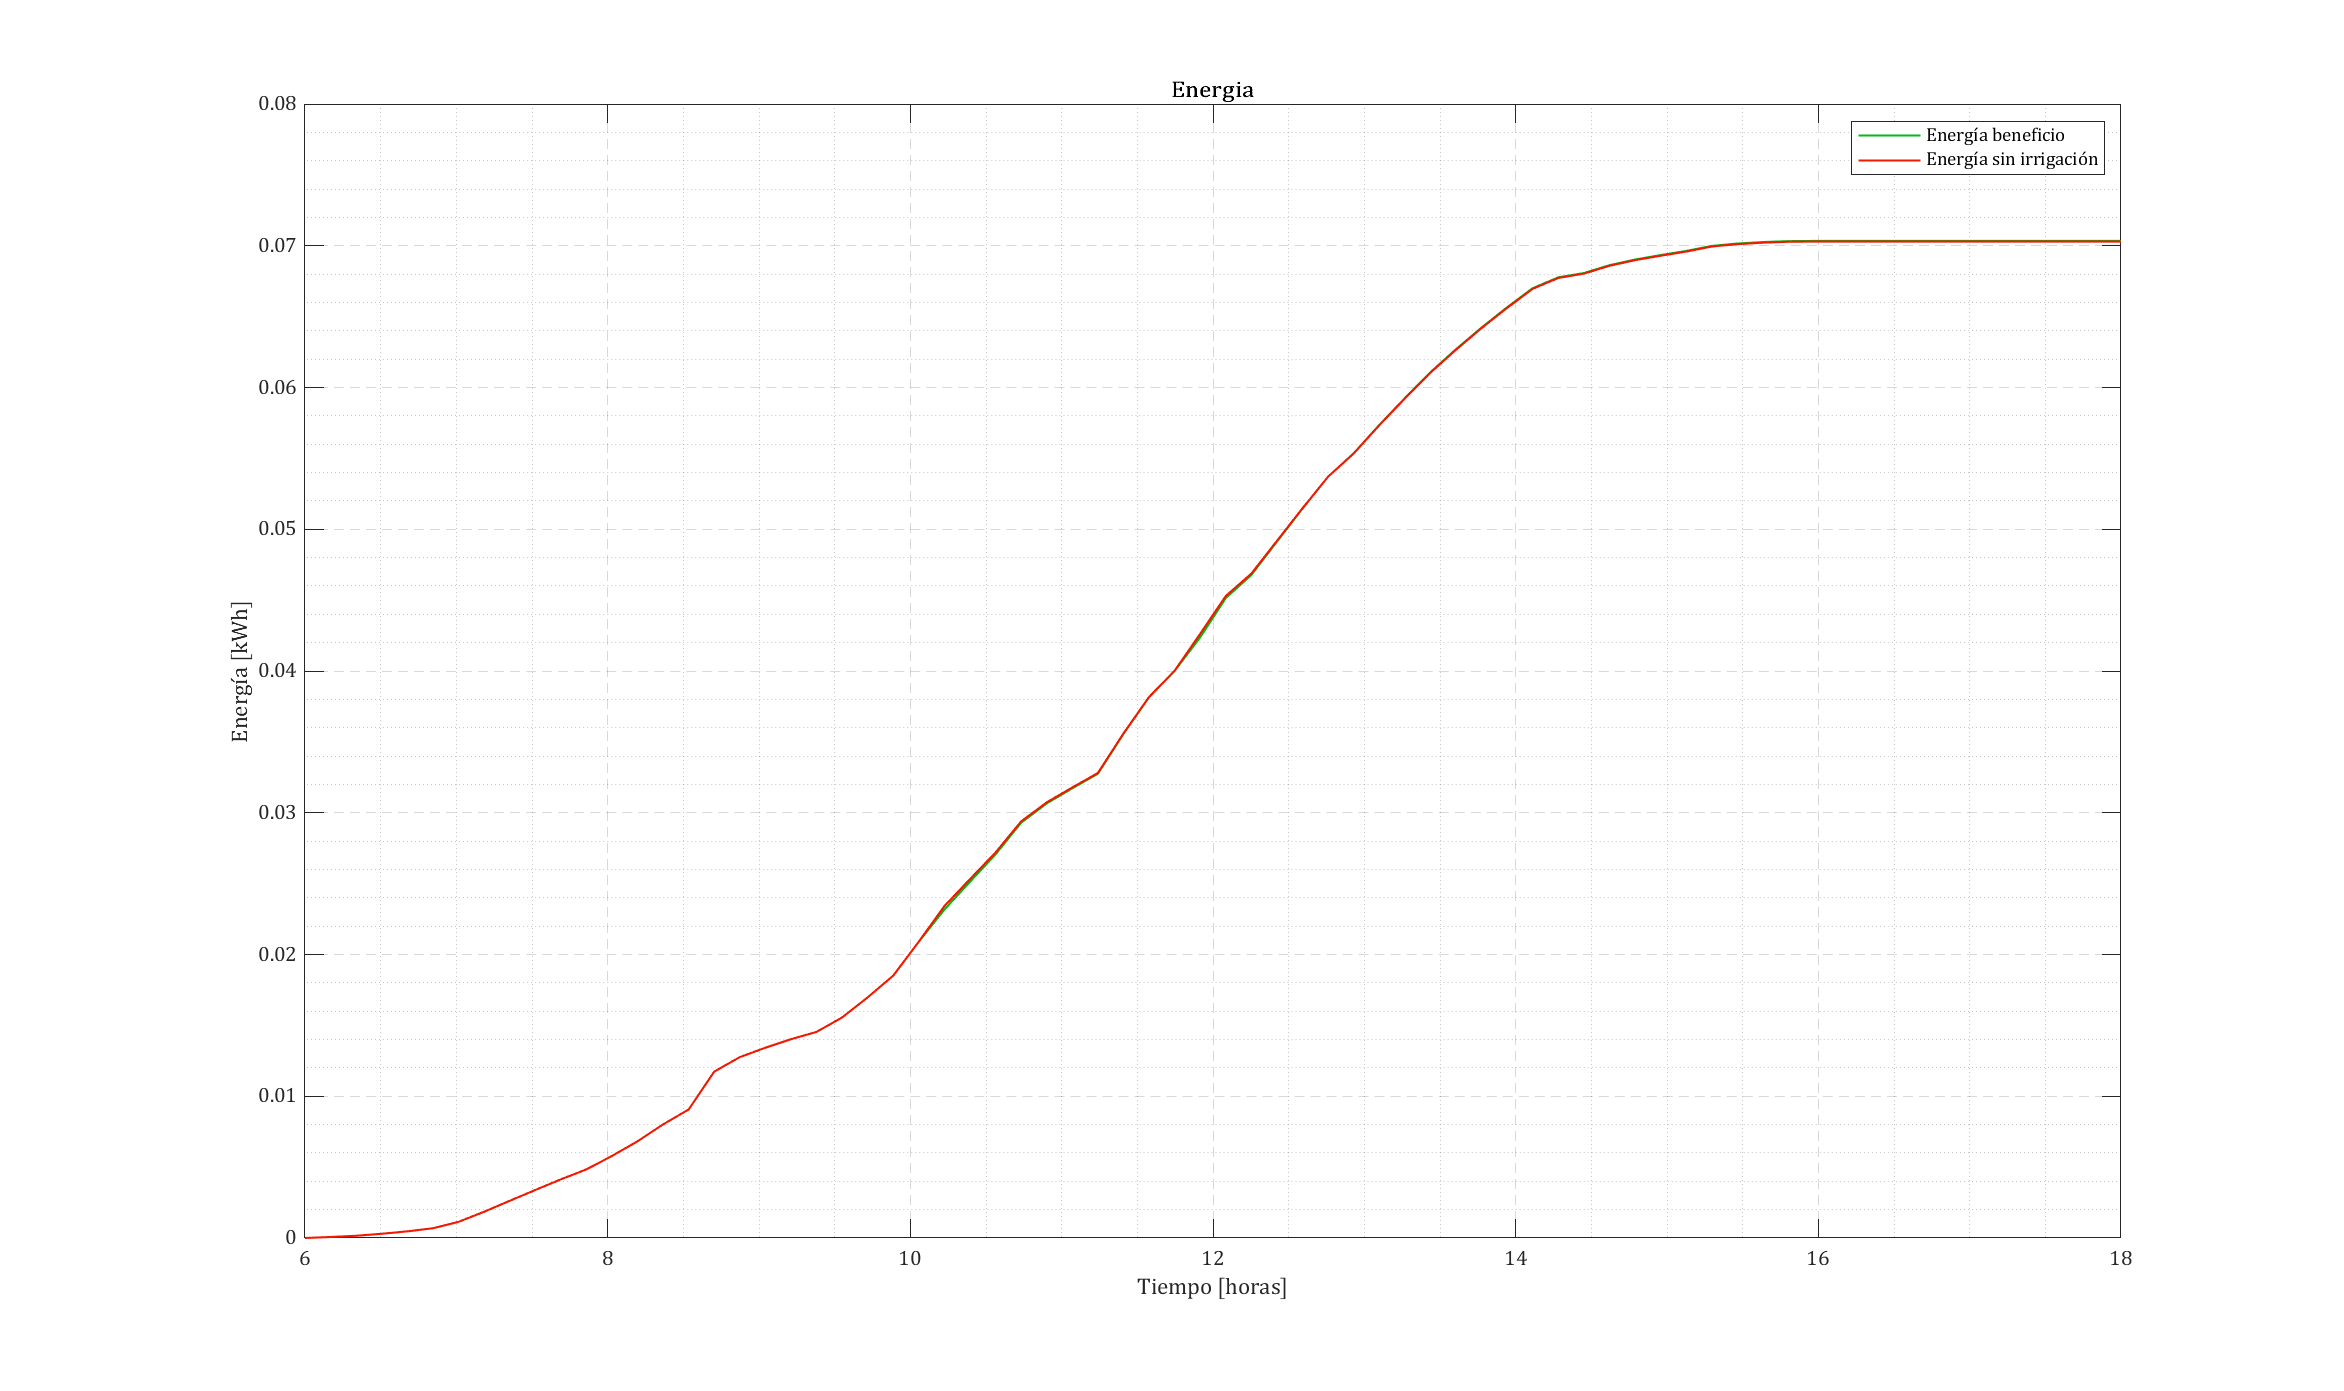 Energia
Energía beneficio
Energía sin irrigación
0.08
0.07
0.06
0.05
0.04
0.03
0.02
0.01
0
Energía [kWh]
6 8 10 12 14 16 18
Tiempo [horas]